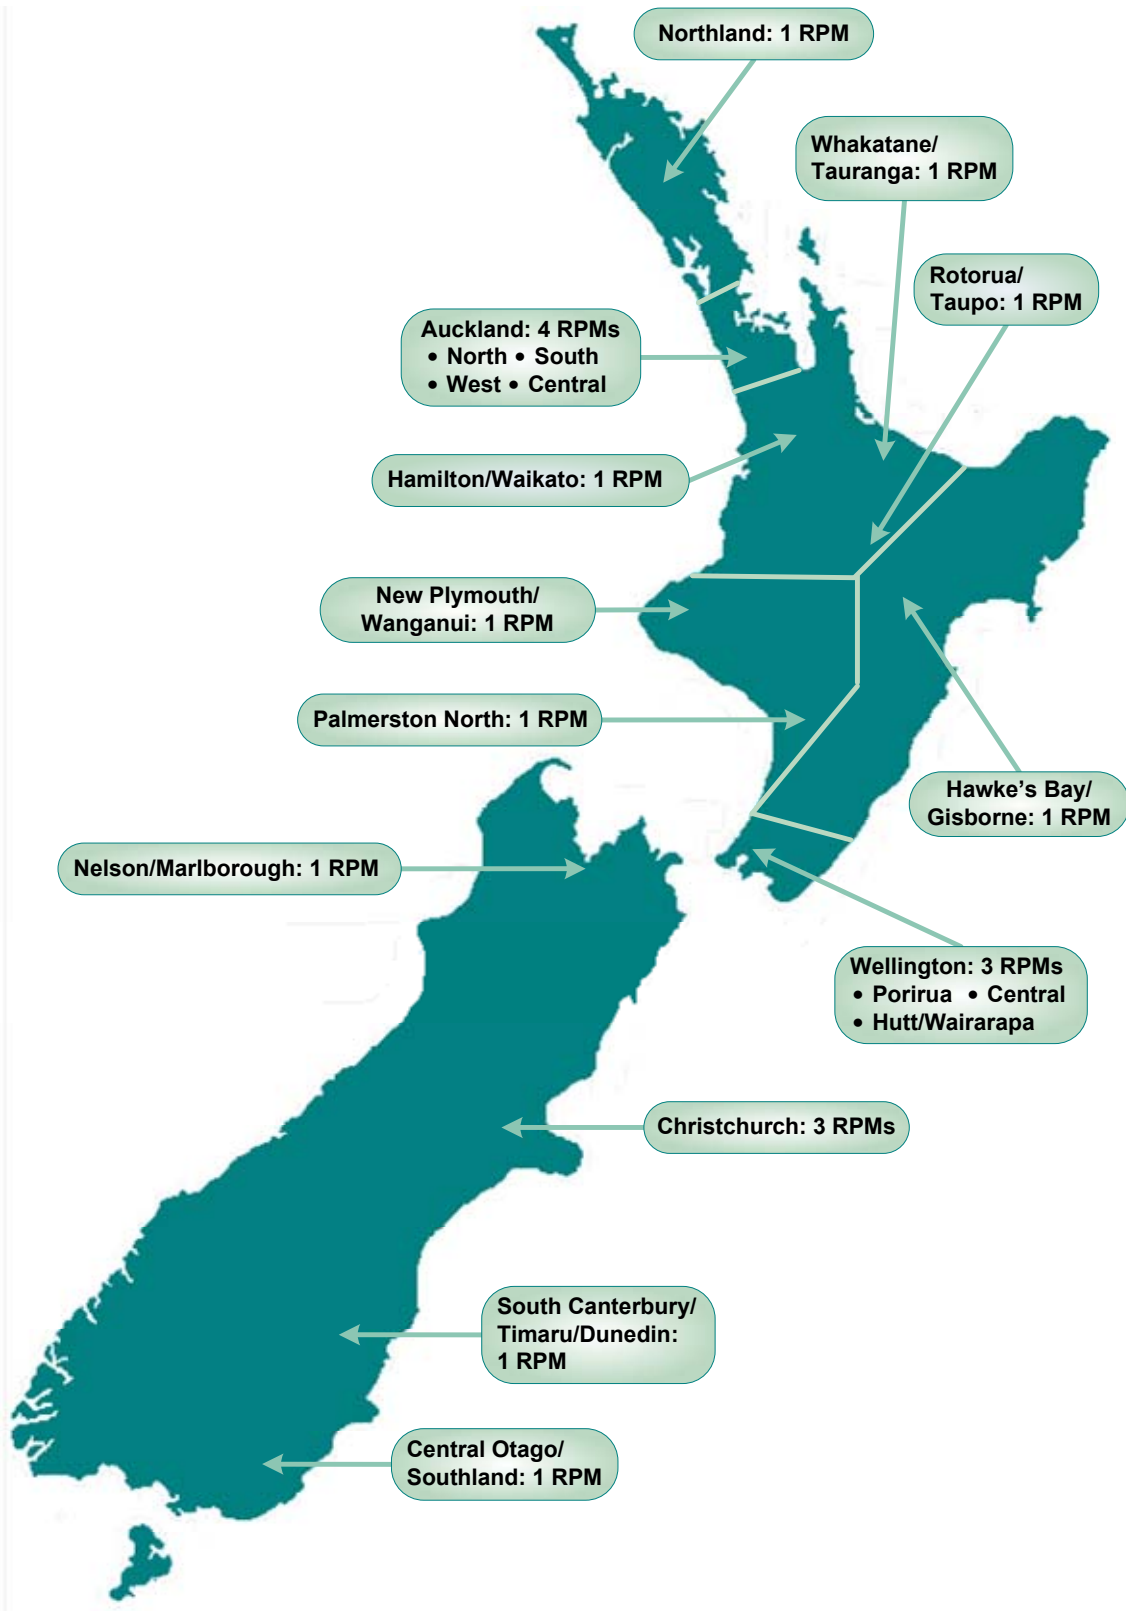 Northland: 1 RPM
Whakatane/
Tauranga: 1 RPM
Rotorua/
Taupo: 1 RPM
Auckland: 4 RPMs
• North • South
• West • Central
Hamilton/Waikato: 1 RPM
New Plymouth/
Wanganui: 1 RPM
Palmerston North: 1 RPM
Hawke's Bay/
Gisborne: 1 RPM
Nelson/Marlborough: 1 RPM
Wellington: 3 RPMs
• Porirua • Central
• Hutt/Wairarapa
Christchurch: 3 RPMs
South Canterbury/
Timaru/Dunedin:
1 RPM
Central Otago/
Southland: 1 RPM